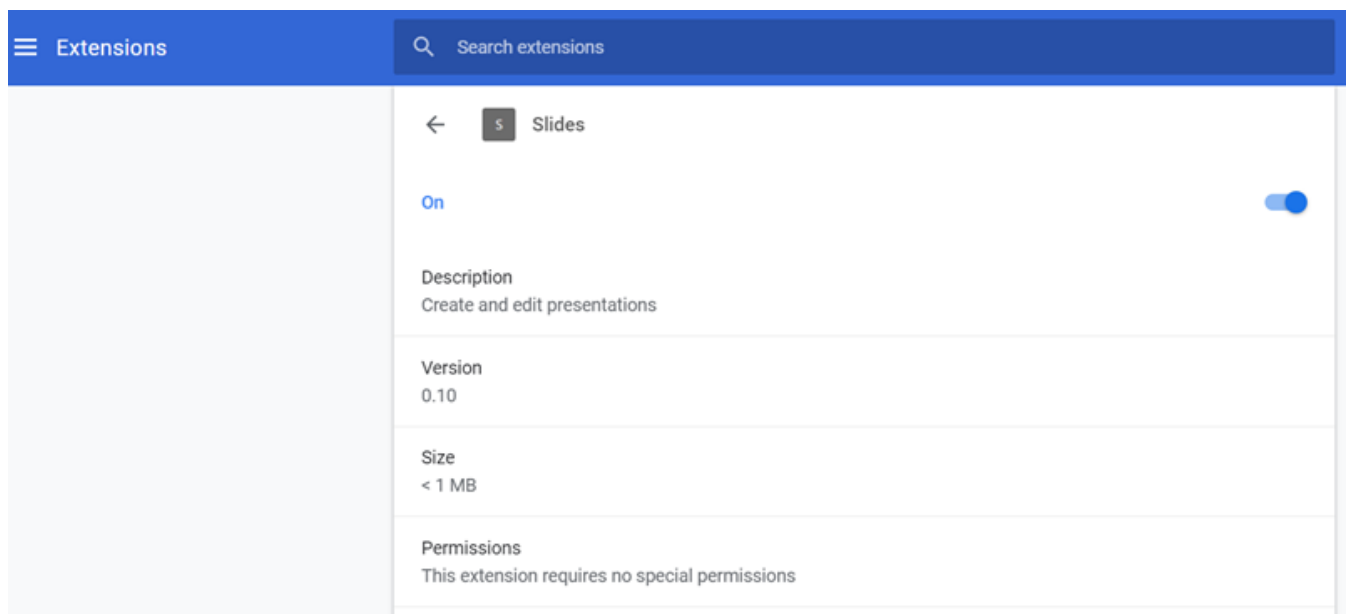 Extensions
Search extensions
S Slides
On
Description
Create and edit presentations
Version
0.10
Size
< 1 MB
Permissions
This extension requires no special permissions